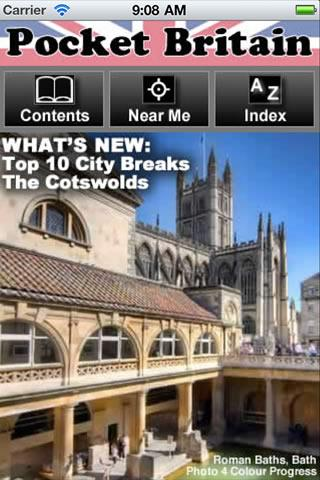 Carrier 9:08 AM
Pocket Britain
Contents Near Me Index
A
Z
WHAT'S NEW:
Top 10 City Breaks
The Cotswolds
Roman Baths, Bath
Photo 4 Colour Progress